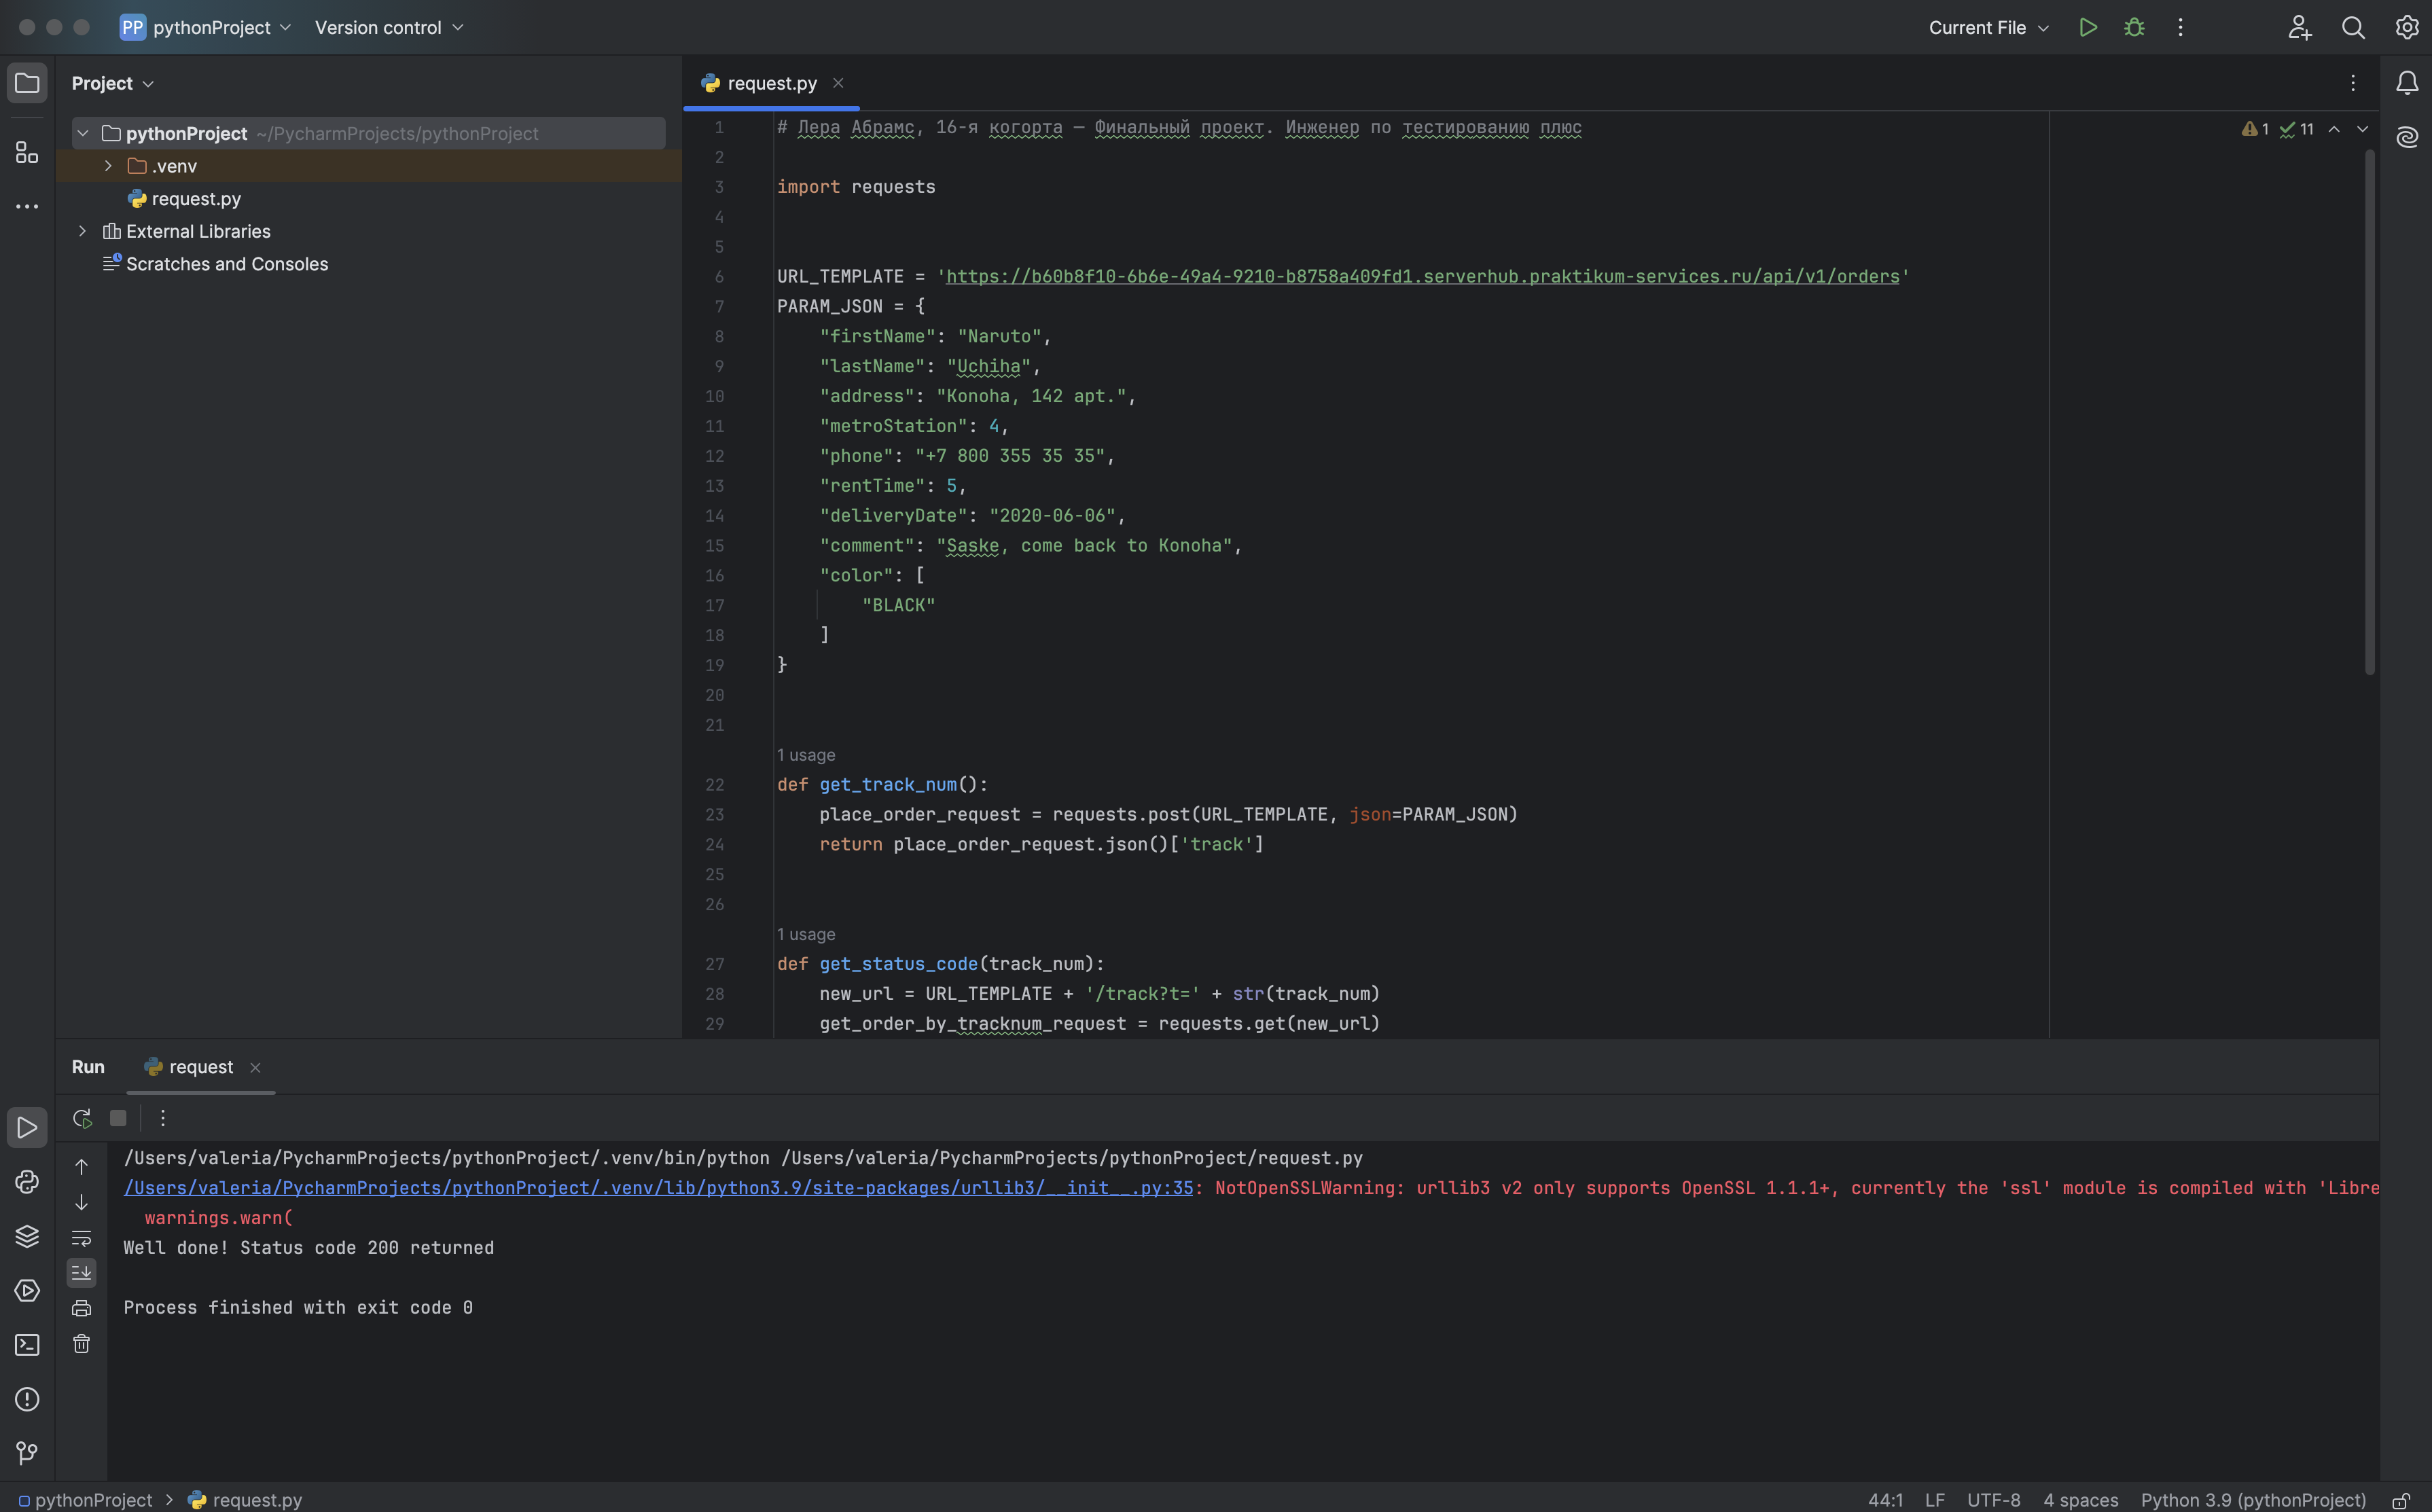 PP pythonProject Version control Current File
Project
pythonProject ~/PycharmProjects/pythonProject
.venv
request.py
External Libraries
Scratches and Consoles
request.py
1 11
1 # Лера Абрамс, 16-я когорта — Финальный проект. Инженер по тестированию плюс
2
3 import requests
4
5
6 URL_TEMPLATE = 'https://b60b8f10-6b6e-49a4-9210-b8758a409fd1.serverhub.praktikum-services.ru/api/v1/orders'
7 PARAM_JSON = {
8 "firstName": "Naruto",
9 "lastName": "Uchiha",
10 "address": "Konoha, 142 apt.",
11 "metroStation": 4,
12 "phone": "+7 800 355 35 35",
13 "rentTime": 5,
14 "deliveryDate": "2020-06-06",
15 "comment": "Saske, come back to Konoha",
16 "color": [
17 "BLACK"
18 ]
19 }
20
21
1 usage
22 def get_track_num():
23 place_order_request = requests.post(URL_TEMPLATE, json=PARAM_JSON)
24 return place_order_request.json()['track']
25
26
1 usage
27 def get_status_code(track_num):
28 new_url = URL_TEMPLATE + '/track?t=' + str(track_num)
29 get_order_by_tracknum_request = requests.get(new_url)
Run request
/Users/valeria/PycharmProjects/pythonProject/.venv/bin/python /Users/valeria/PycharmProjects/pythonProject/request.py
/Users/valeria/PycharmProjects/pythonProject/.venv/lib/python3.9/site-packages/urllib3/__init__.py:35: NotOpenSSLWarning: urllib3 v2 only supports OpenSSL 1.1.1+, currently the 'ssl' module is compiled with 'Libre
warnings.warn(
Well done! Status code 200 returned
Process finished with exit code 0
pythonProject > request.py 44:1 LF UTF-8 4 spaces Python 3.9 (pythonProject)